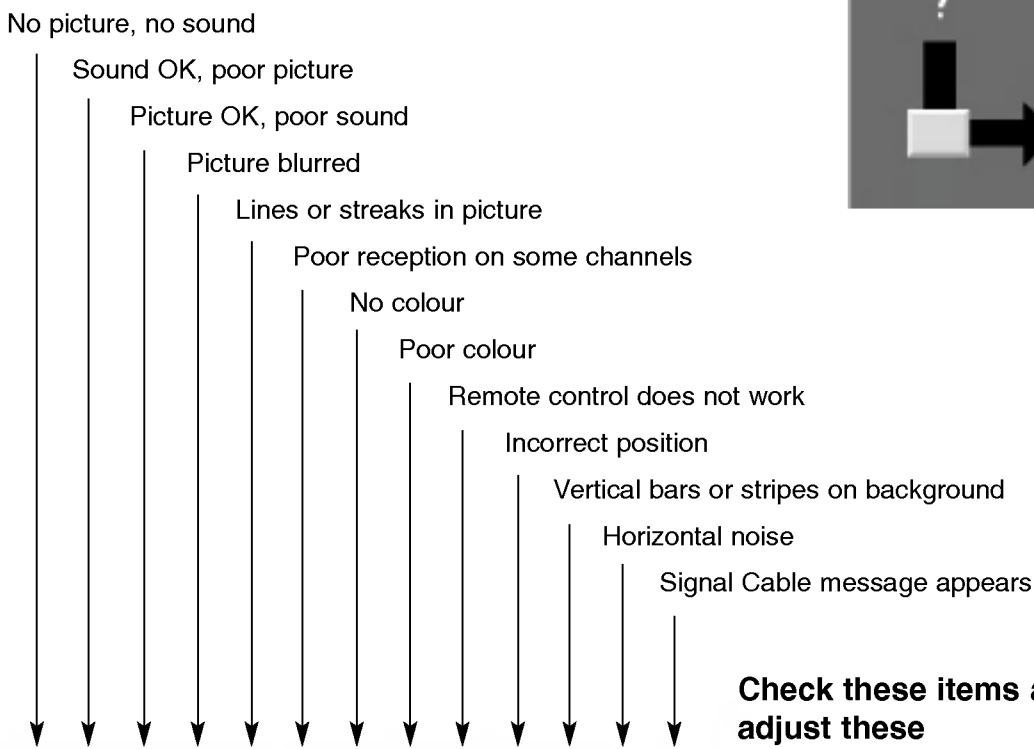 No picture, no sound
?
Sound OK, poor picture
Picture OK, poor sound
Picture blurred
Lines or streaks in picture
Poor reception on some channels
No colour
Poor colour
Remote control does not work
Incorrect position
Vertical bars or stripes on background
Horizontal noise
Signal Cable message appears
Check these items
adjust these